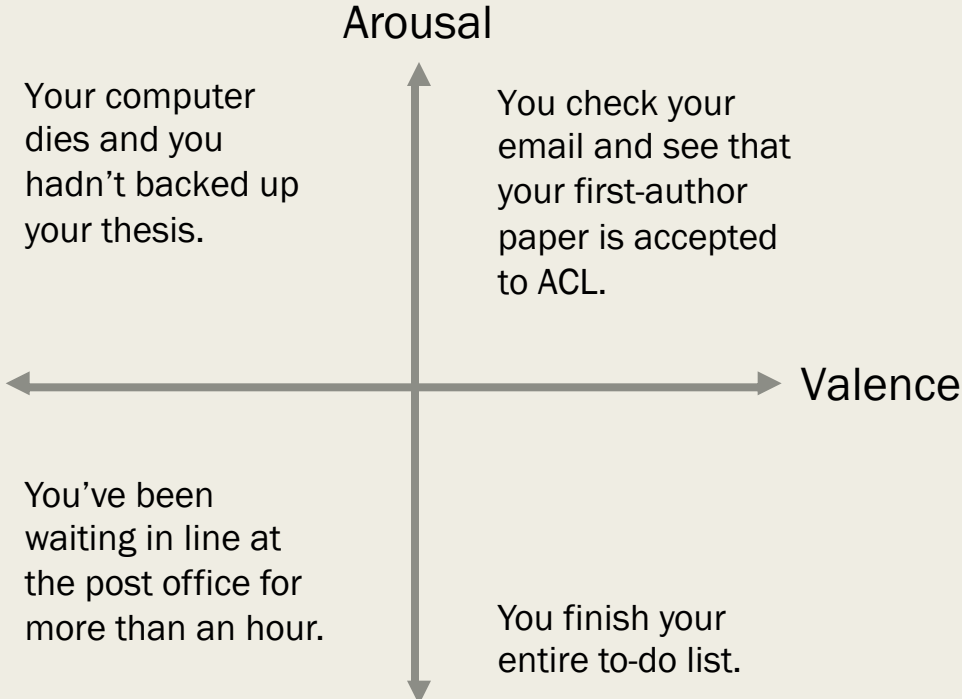 Arousal
Your computer
dies and you
hadn’t backed up
your thesis.
You check your
email and see that
your first-author
paper is accepted
to ACL.
Valence
You’ve been
waiting in line at
the post office for
more than an hour.
You finish your
entire to-do list.